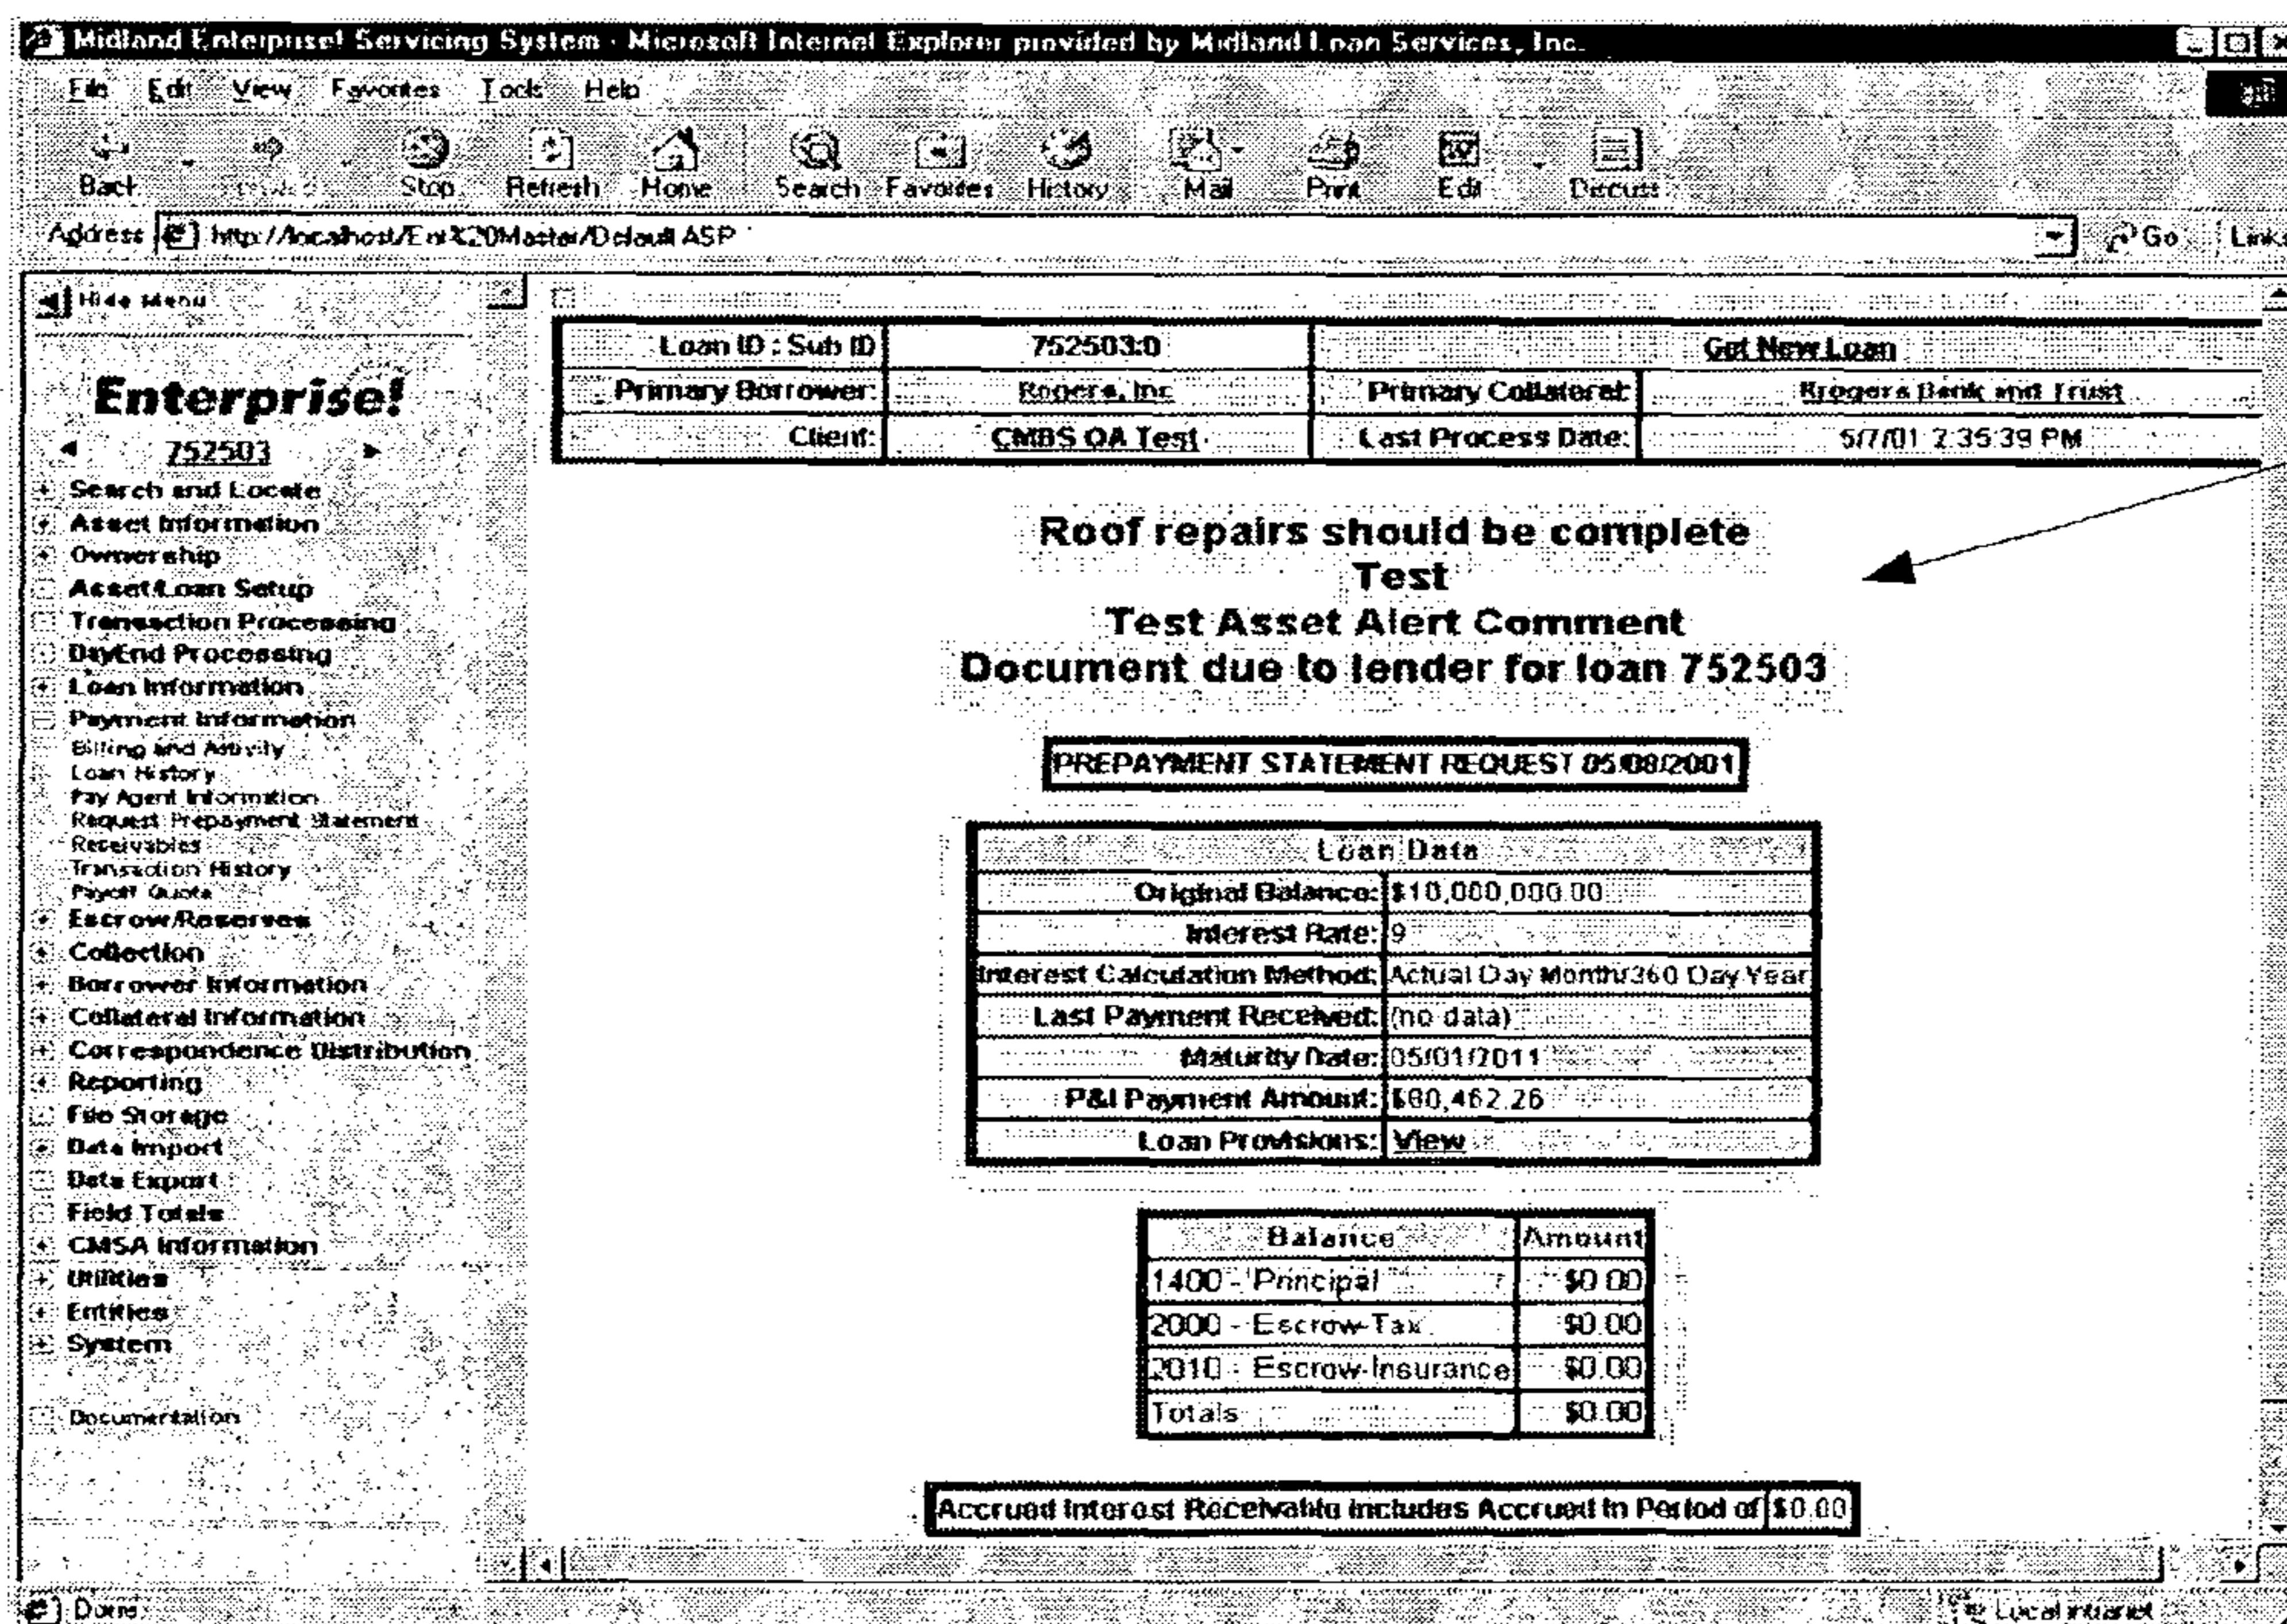 Midland Enterprise! Servicing System - Microsoft Internet Explorer provided by Midland Loan Services, Inc.
File Edit View Favorites Tools Help
Back Stop Refresh Home Search Favorites History Mail Print Edit Discuss
Address http://localhost/Ent%20Master/Default.ASP Go Links
Hide Menu
Enterprise!
752503
Search and Locate
Asset Information
Ownership
Asset/Loan Setup
Transaction Processing
DayEnd Processing
Loan Information
Payment Information
Billing and Activity
Loan History
Pay Agent Information
Request Prepayment Statement
Receivables
Transaction History
Payoff Quote
Escrow/Reserves
Collection
Borrower Information
Collateral Information
Correspondence Distribution
Reporting
File Storage
Data Import
Data Export
Field Totals
CMSA Information
Utilities
Entities
System
Documentation
Loan ID : Sub ID 752503:0 Get New Loan
Primary Borrower: Rogers, Inc Primary Collateral: Krogers Bank and Trust
Client: CMBS QA Test Last Process Date: 5/7/01 2:35:39 PM
Roof repairs should be complete
Test
Test Asset Alert Comment
Document due to lender for loan 752503
PREPAYMENT STATEMENT REQUEST 05/08/2001
Loan Data
Original Balance: $10,000,000.00
Interest Rate: 9
Interest Calculation Method: Actual Day Month/360 Day Year
Last Payment Received: (no data)
Maturity Date: 05/01/2011
P&I Payment Amount: $80,462.26
Loan Provisions: View
Balance Amount
1400 - Principal $0.00
2000 - Escrow-Tax $0.00
2010 - Escrow-Insurance $0.00
Totals $0.00
Accrued Interest Receivable includes Accrued In Period of $0.00
Done Local intranet